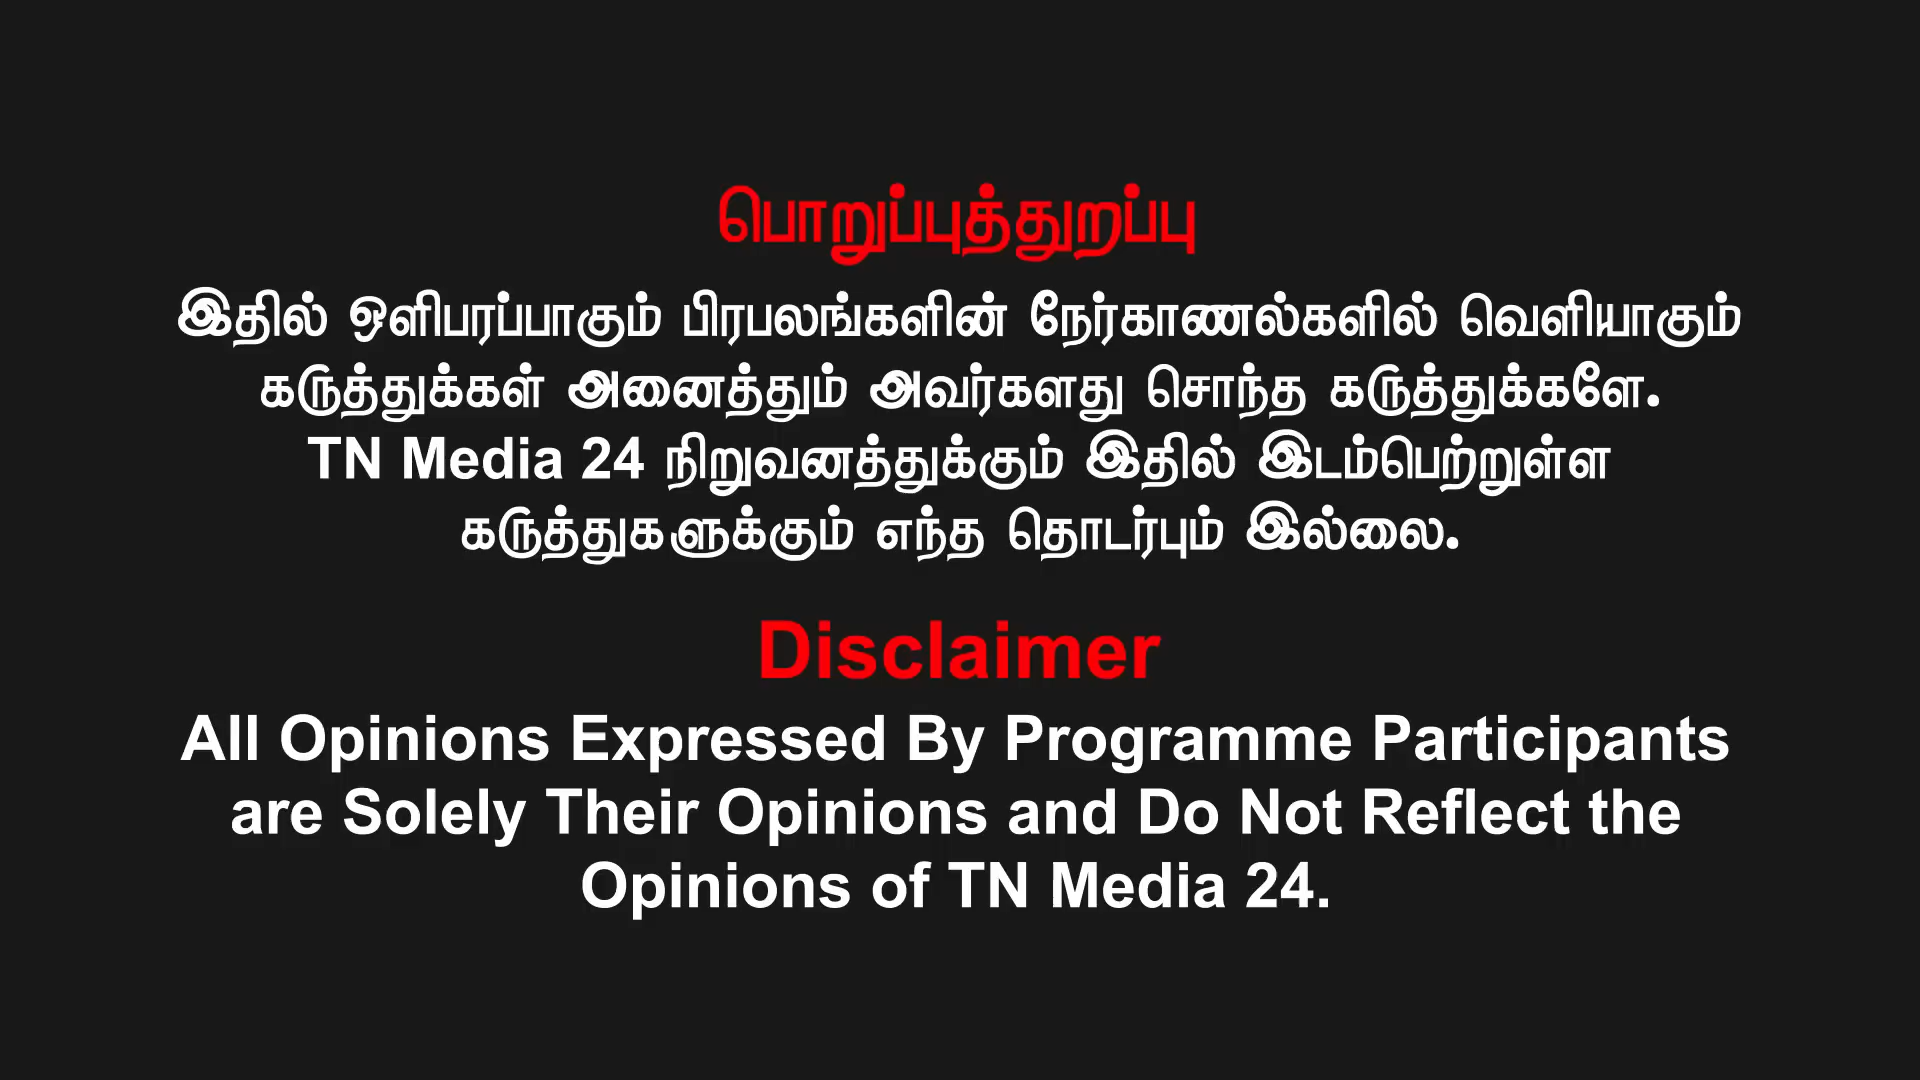 பொறுப்புத்துறப்பு
இதில் ஒளிபரப்பாகும் பிரபலங்களின் நேர்காணல்களில் வெளியாகும்
கருத்துக்கள் அனைத்தும் அவர்களது சொந்த கருத்துக்களே.
TN Media 24 நிறுவனத்துக்கும் இதில் இடம்பெற்றுள்ள
கருத்துகளுக்கும் எந்த தொடர்பும் இல்லை.
Disclaimer
All Opinions Expressed By Programme Participants
are Solely Their Opinions and Do Not Reflect the
Opinions of TN Media 24.